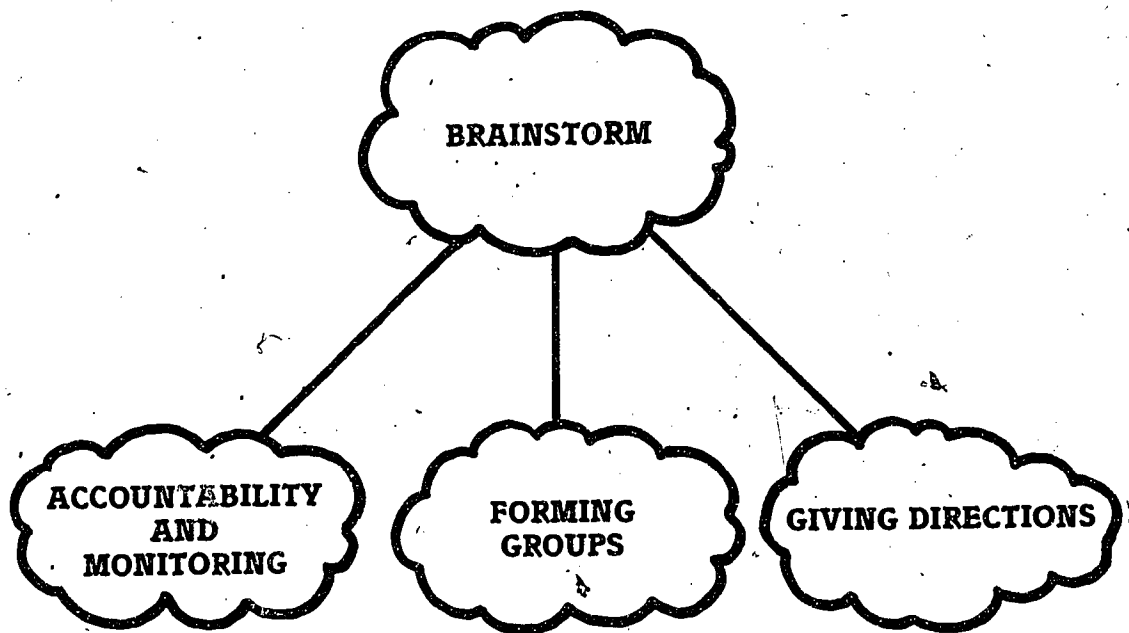 BRAINSTORM
ACCOUNTABILITY
AND
MONITORING
FORMING
GROUPS
GIVING DIRECTIONS